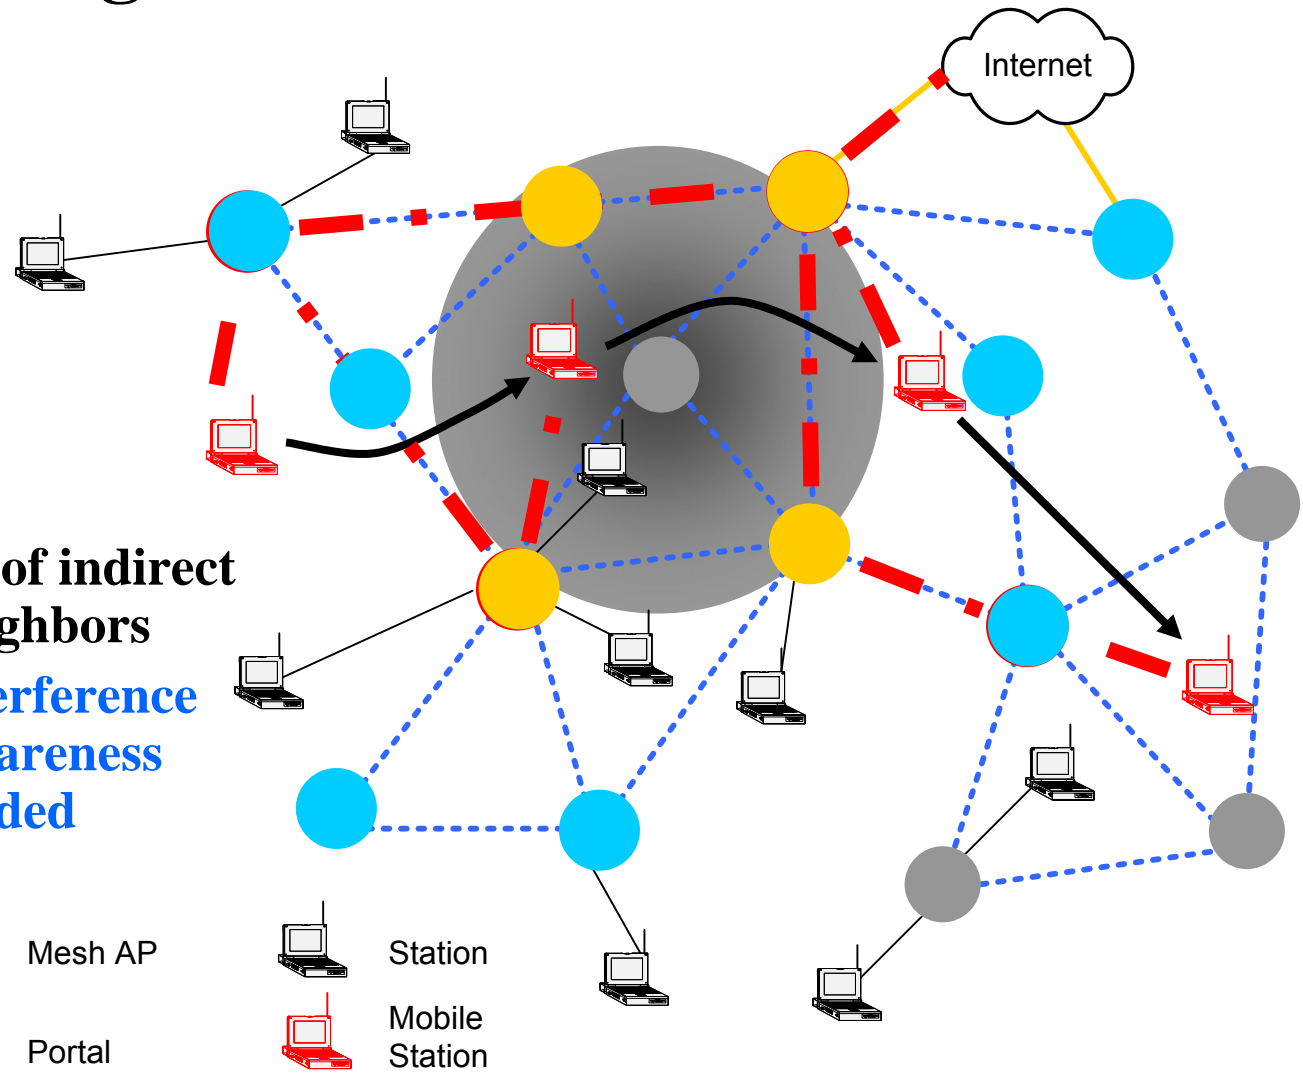 Internet
of indirect
ghbors
erference
areness
ded
Mesh AP
Station
Mobile
Station
Portal